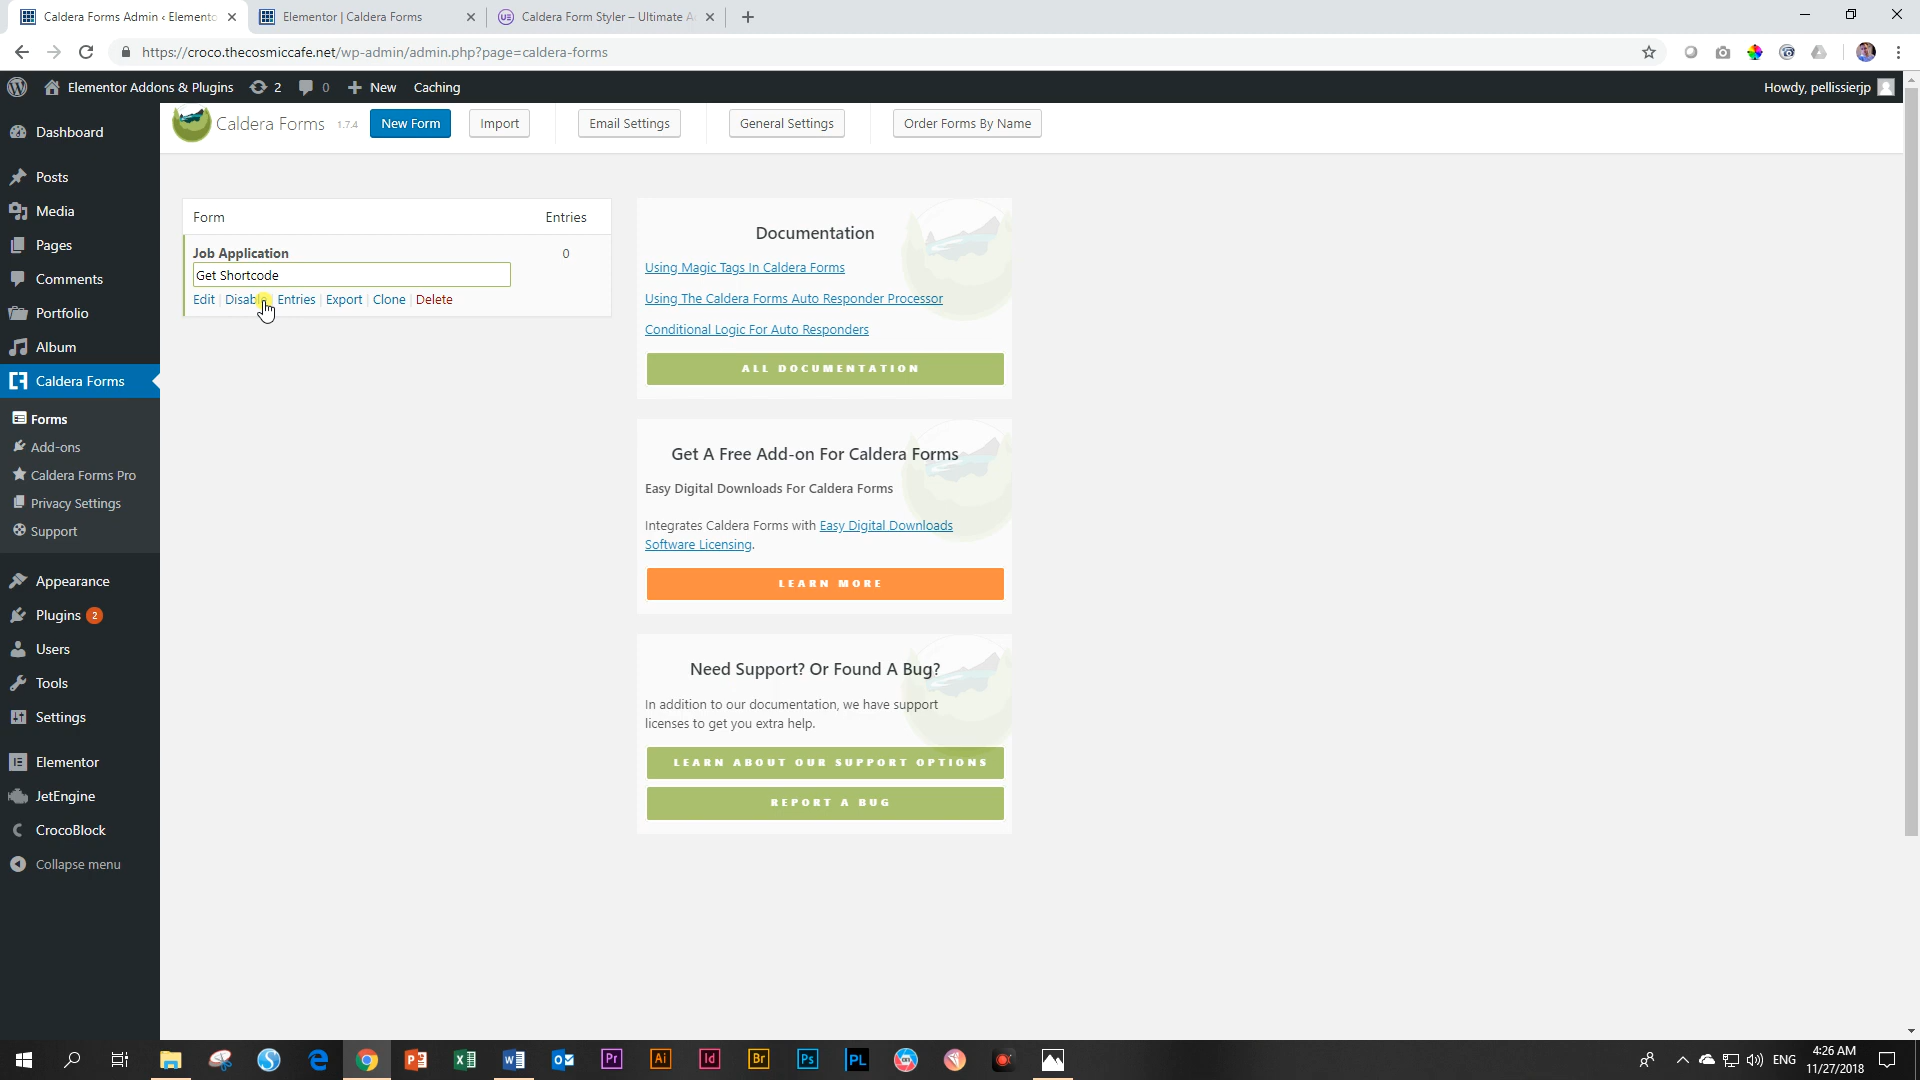 Caldera Forms Admin ‹ Elemento
Elementor | Caldera Forms
Caldera Form Styler – Ultimate A
https://croco.thecosmiccafe.net/wp-admin/admin.php?page=caldera-forms
Elementor Addons & Plugins
2
0
New
Caching
Howdy, pellissierjp
Caldera Forms
1.7.4
New Form
Import
Email Settings
General Settings
Order Forms By Name
Dashboard
Posts
Media
Pages
Comments
Portfolio
Album
Caldera Forms
Forms
Add-ons
Caldera Forms Pro
Privacy Settings
Support
Appearance
Plugins 2
Users
Tools
Settings
Elementor
JetEngine
CrocoBlock
Collapse menu
Form Entries
Job Application 0
Get Shortcode
Edit | Disable | Entries | Export | Clone | Delete
Documentation
Using Magic Tags In Caldera Forms
Using The Caldera Forms Auto Responder Processor
Conditional Logic For Auto Responders
ALL DOCUMENTATION
Get A Free Add-on For Caldera Forms
Easy Digital Downloads For Caldera Forms
Integrates Caldera Forms with Easy Digital Downloads
Software Licensing.
LEARN MORE
Need Support? Or Found A Bug?
In addition to our documentation, we have support
licenses to get you extra help.
LEARN ABOUT OUR SUPPORT OPTIONS
REPORT A BUG
Pr
Ai
Id
Br
Ps
PL
ENG
4:26 AM
11/27/2018